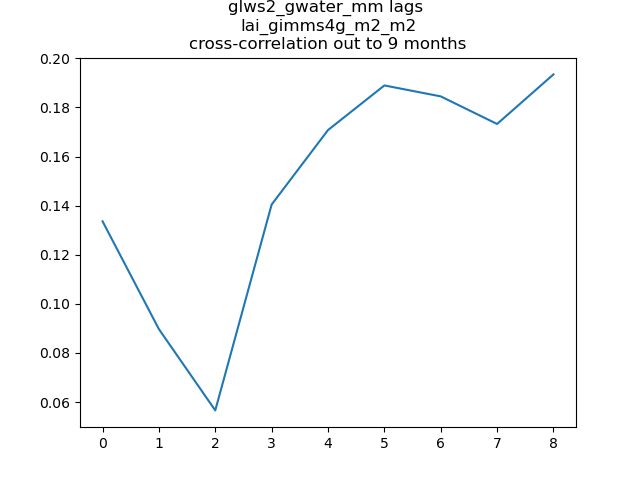 glws2_gwater_mm lags
lai_gimms4g_m2_m2
cross-correlation out to 9 months
0.20
0.18
0.16
0.14
0.12
0.10
0.08
0.06
0 1 2 3 4 5 6 7 8